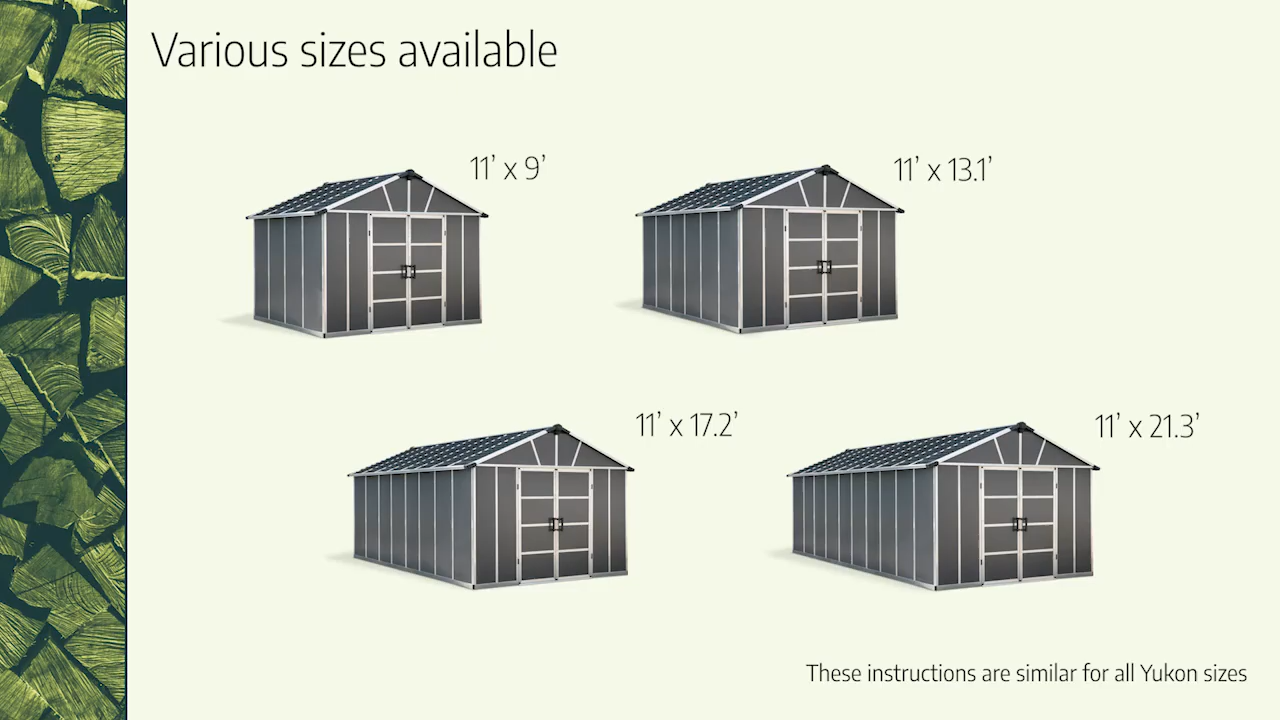 Various sizes available
11’ x 9’
11’ x 13.1’
11’ x 17.2’
11’ x 21.3’
These instructions are similar for all Yukon sizes